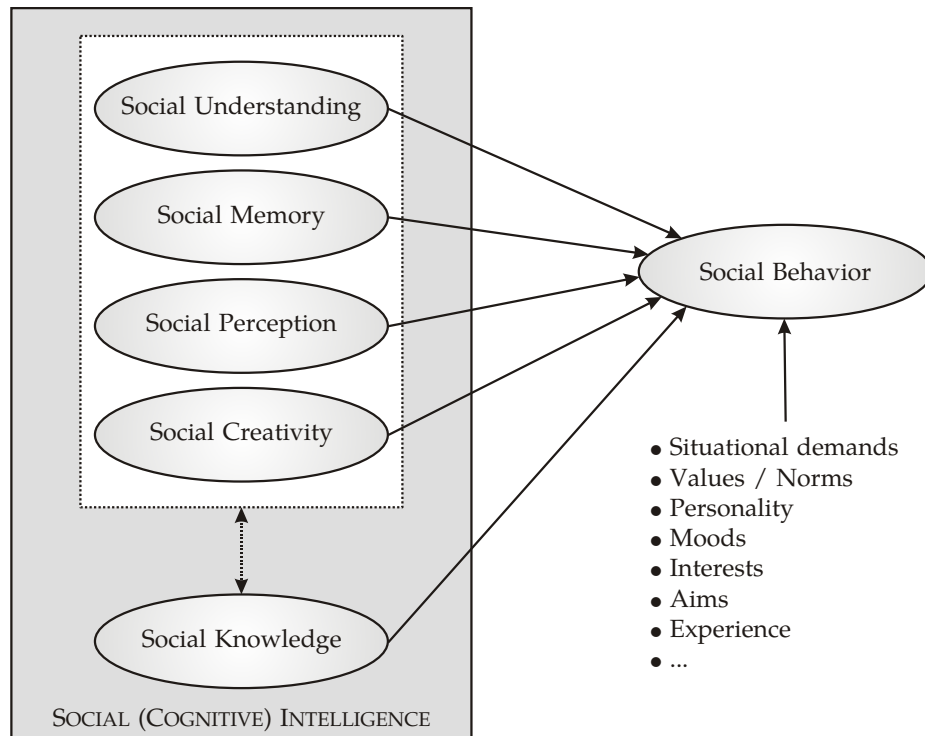 Social Understanding
Social Memory
Social Perception
Social Creativity
Social Knowledge
SOCIAL (COGNITIVE) INTELLIGENCE
Social Behavior
• Situational demands
• Values / Norms
• Personality
• Moods
• Interests
• Aims
• Experience
• ...